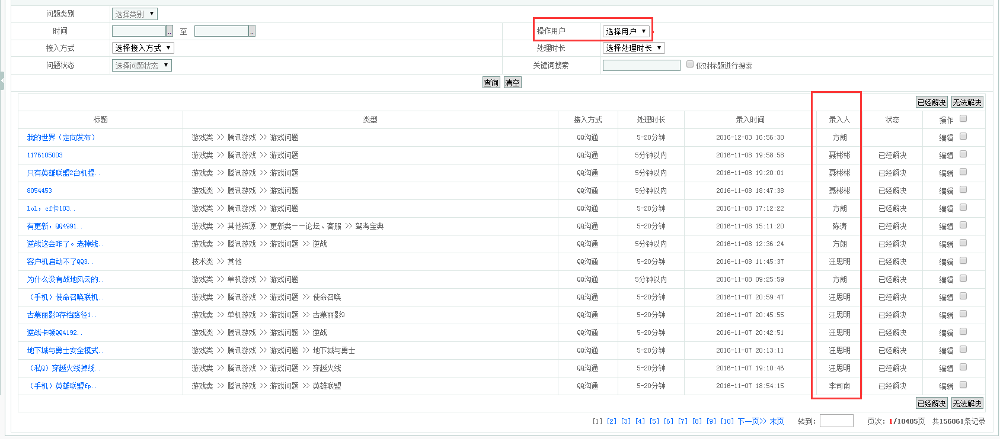 问题类别 选择类别
时间 .. 至 .. 操作用户 选择用户
接入方式 选择接入方式 处理时长 选择处理时长
问题状态 选择问题状态 关键词搜索 仅对标题进行搜索
查询 清空
已经解决 无法解决
标题 类型 接入方式 处理时长 录入时间 录入人 状态 操作
我的世界（定向发布） 游戏类 >> 腾讯游戏 >> 游戏问题 QQ沟通 5-20分钟 2016-12-03 16:56:30 方朗 编辑
1176105003 游戏类 >> 腾讯游戏 >> 游戏问题 QQ沟通 5分钟以内 2016-11-08 19:58:58 聂彬彬 已经解决 编辑
只有英雄联盟2台机提.. 游戏类 >> 腾讯游戏 >> 游戏问题 QQ沟通 5分钟以内 2016-11-08 19:20:01 聂彬彬 已经解决 编辑
8054453 游戏类 >> 腾讯游戏 >> 游戏问题 QQ沟通 5分钟以内 2016-11-08 18:47:38 聂彬彬 已经解决 编辑
lol，cf卡103.. 游戏类 >> 腾讯游戏 >> 游戏问题 QQ沟通 5-20分钟 2016-11-08 17:12:22 方朗 已经解决 编辑
有更新，QQ4991.. 游戏类 >> 其他资源 >> 更新类——论坛、客服 >> 驾考宝典 QQ沟通 5-20分钟 2016-11-08 15:11:20 陈涛 已经解决 编辑
逆战这会咋了。老掉线.. 游戏类 >> 腾讯游戏 >> 游戏问题 >> 逆战 QQ沟通 5分钟以内 2016-11-08 12:36:24 方朗 已经解决 编辑
客户机启动不了QQ3.. 技术类 >> 其他 QQ沟通 5-20分钟 2016-11-08 11:45:37 汪思明 已经解决 编辑
为什么没有战地风云的.. 游戏类 >> 单机游戏 >> 游戏问题 QQ沟通 5分钟以内 2016-11-08 09:25:59 方朗 已经解决 编辑
（手机）使命召唤联机.. 游戏类 >> 腾讯游戏 >> 游戏问题 >> 使命召唤 QQ沟通 5-20分钟 2016-11-07 20:59:47 汪思明 已经解决 编辑
古墓丽影9存档路径1.. 游戏类 >> 单机游戏 >> 游戏问题 >> 古墓丽影9 QQ沟通 5-20分钟 2016-11-07 20:45:55 汪思明 已经解决 编辑
逆战卡顿QQ4192.. 游戏类 >> 腾讯游戏 >> 游戏问题 >> 逆战 QQ沟通 5-20分钟 2016-11-07 20:42:51 汪思明 已经解决 编辑
地下城与勇士安全模式.. 游戏类 >> 腾讯游戏 >> 游戏问题 >> 地下城与勇士 QQ沟通 5-20分钟 2016-11-07 20:13:11 汪思明 已经解决 编辑
（私Q）穿越火线掉线.. 游戏类 >> 腾讯游戏 >> 游戏问题 >> 穿越火线 QQ沟通 5-20分钟 2016-11-07 19:10:46 汪思明 已经解决 编辑
（手机）英雄联盟fp.. 游戏类 >> 腾讯游戏 >> 游戏问题 >> 英雄联盟 QQ沟通 5-20分钟 2016-11-07 18:54:15 李司南 已经解决 编辑
已经解决 无法解决
[1] [2] [3] [4] [5] [6] [7] [8] [9] [10] 下一页>> 末页 转到: 页次: 1/10405页 共156061条记录